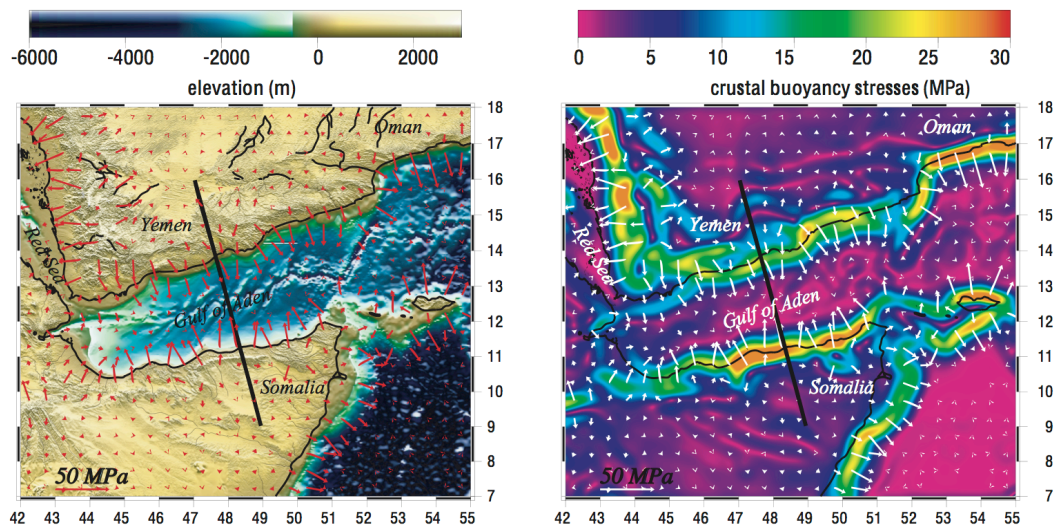 -6000 -4000 -2000 0 2000
elevation (m)
18
17
16
15
14
13
12
11
10
9
8
7
Oman
Yemen
Red Sea
Gulf of Aden
Somalia
50 MPa
42 43 44 45 46 47 48 49 50 51 52 53 54 55
0 5 10 15 20 25 30
crustal buoyancy stresses (MPa)
18
17
16
15
14
13
12
11
10
9
8
7
Oman
Yemen
Red Sea
Gulf of Aden
Somalia
50 MPa
42 43 44 45 46 47 48 49 50 51 52 53 54 55